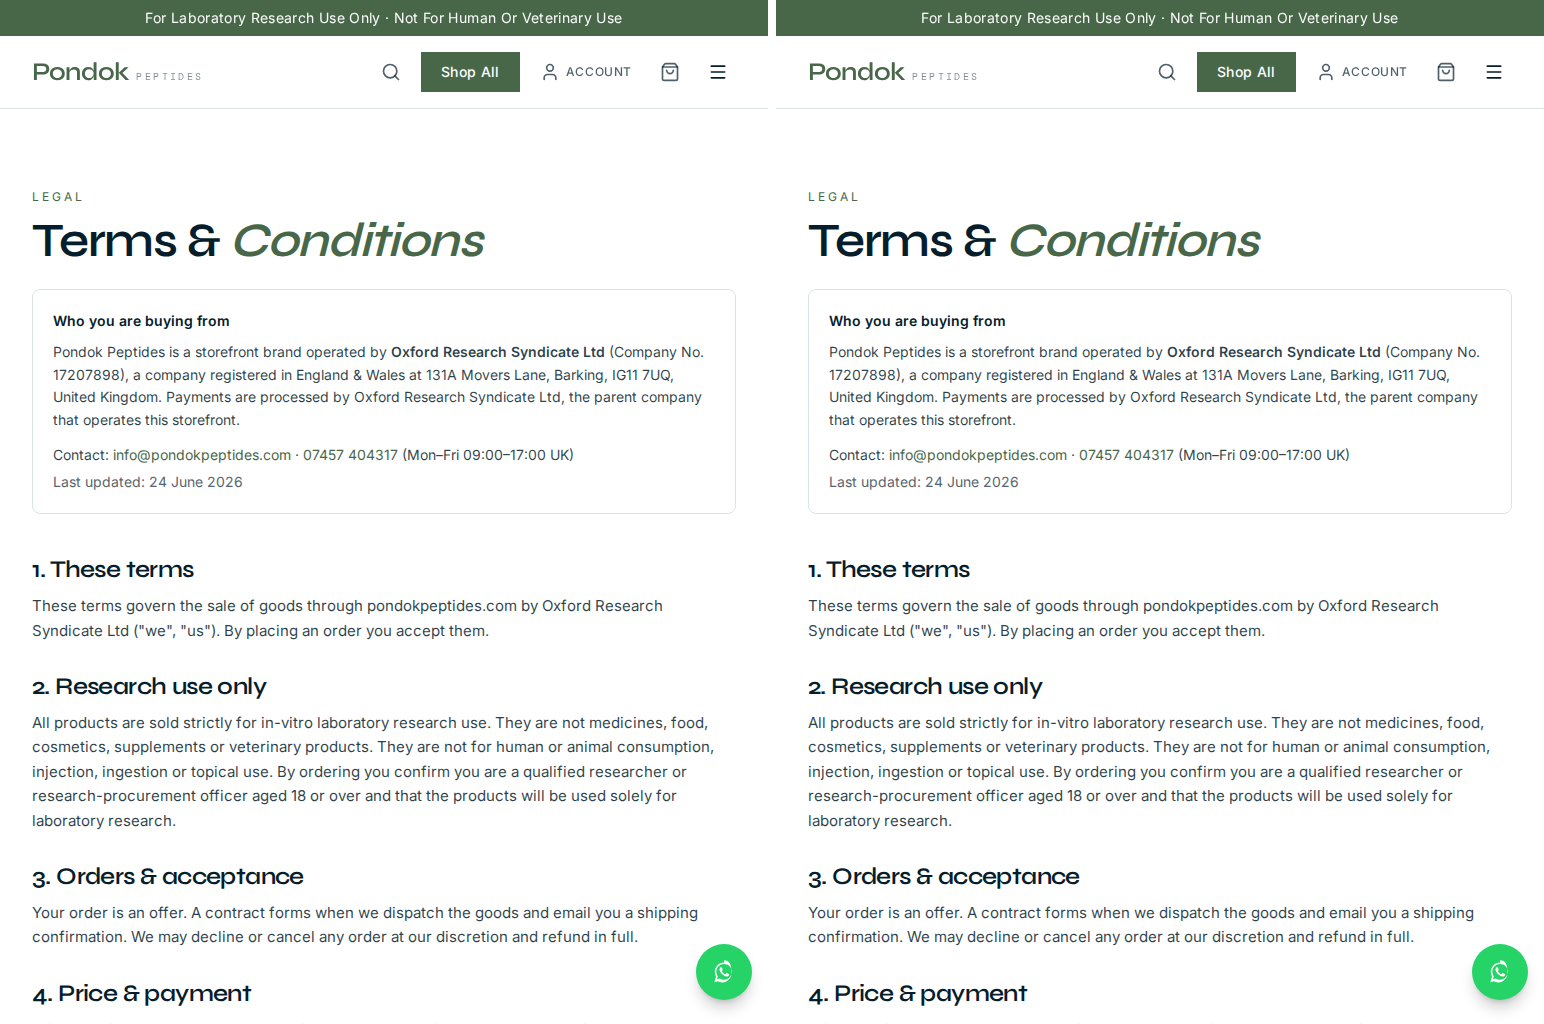 For Laboratory Research Use Only · Not For Human Or Veterinary Use
Pondok PEPTIDES
Shop All
ACCOUNT
LEGAL
Terms & Conditions
Who you are buying from
Pondok Peptides is a storefront brand operated by Oxford Research Syndicate Ltd (Company No.
17207898), a company registered in England & Wales at 131A Movers Lane, Barking, IG11 7UQ,
United Kingdom. Payments are processed by Oxford Research Syndicate Ltd, the parent company
that operates this storefront.
Contact: info@pondokpeptides.com · 07457 404317 (Mon–Fri 09:00–17:00 UK)
Last updated: 24 June 2026
1. These terms
These terms govern the sale of goods through pondokpeptides.com by Oxford Research
Syndicate Ltd ("we", "us"). By placing an order you accept them.
2. Research use only
All products are sold strictly for in-vitro laboratory research use. They are not medicines, food,
cosmetics, supplements or veterinary products. They are not for human or animal consumption,
injection, ingestion or topical use. By ordering you confirm you are a qualified researcher or
research-procurement officer aged 18 or over and that the products will be used solely for
laboratory research.
3. Orders & acceptance
Your order is an offer. A contract forms when we dispatch the goods and email you a shipping
confirmation. We may decline or cancel any order at our discretion and refund in full.
4. Price & payment
For Laboratory Research Use Only · Not For Human Or Veterinary Use
Pondok PEPTIDES
Shop All
ACCOUNT
LEGAL
Terms & Conditions
Who you are buying from
Pondok Peptides is a storefront brand operated by Oxford Research Syndicate Ltd (Company No.
17207898), a company registered in England & Wales at 131A Movers Lane, Barking, IG11 7UQ,
United Kingdom. Payments are processed by Oxford Research Syndicate Ltd, the parent company
that operates this storefront.
Contact: info@pondokpeptides.com · 07457 404317 (Mon–Fri 09:00–17:00 UK)
Last updated: 24 June 2026
1. These terms
These terms govern the sale of goods through pondokpeptides.com by Oxford Research
Syndicate Ltd ("we", "us"). By placing an order you accept them.
2. Research use only
All products are sold strictly for in-vitro laboratory research use. They are not medicines, food,
cosmetics, supplements or veterinary products. They are not for human or animal consumption,
injection, ingestion or topical use. By ordering you confirm you are a qualified researcher or
research-procurement officer aged 18 or over and that the products will be used solely for
laboratory research.
3. Orders & acceptance
Your order is an offer. A contract forms when we dispatch the goods and email you a shipping
confirmation. We may decline or cancel any order at our discretion and refund in full.
4. Price & payment